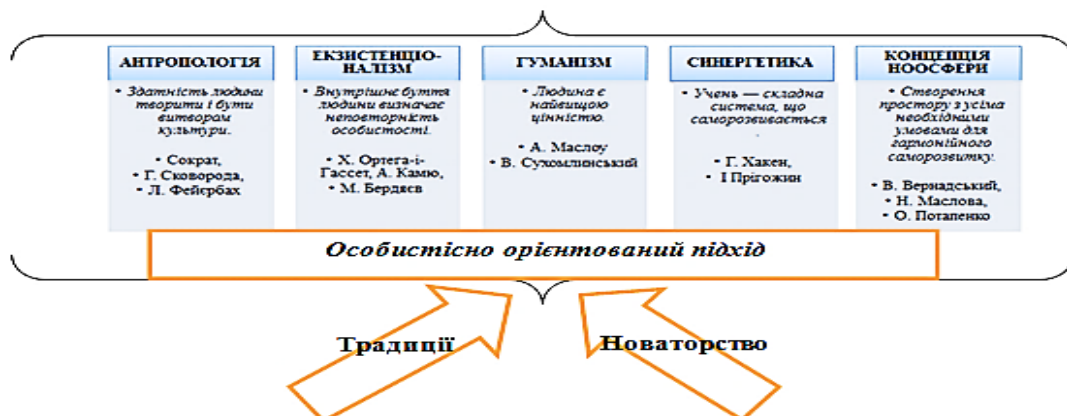 АНТРОПОЛОГІЯ
• Здатність людини
творити і бути
витвором
культури.
• Сократ,
• Г. Сковорода,
• Л. Фейєрбах
ЕКЗИСТЕНЦІО-
НАЛІЗМ
• Внутрішнє буття
людини визначає
неповторність
особистості.
• Х. Ортега-і-
Гассет, А. Камю,
• М. Бердяєв
ГУМАНІЗМ
• Людина є
найвищою
цінністю.
• А. Маслоу
• В. Сухомлинський
СИНЕРГЕТИКА
• Учень — складна
система, що
саморозвивається
.
• Г. Хакен,
• І Прігожин
КОНЦЕПЦІЯ
НООСФЕРИ
• Створення
простору з усіма
необхідними
умовами для
гармонійного
саморозвитку.
• В. Вернадський,
• Н. Маслова,
• О. Потапенко
Особистісно орієнтований підхід
Традиції
Новаторство